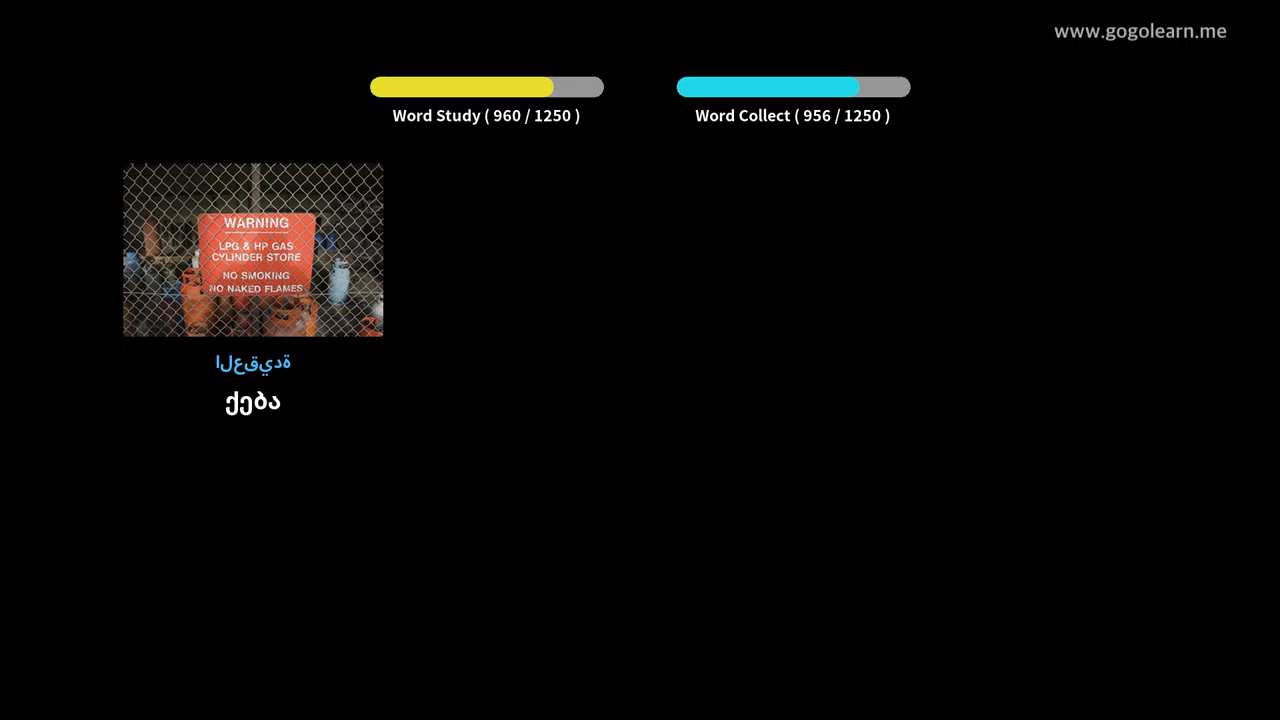 www.gogolearn.me
Word Study ( 960 / 1250 )
Word Collect ( 956 / 1250 )
WARNING
LPG & HP GAS
CYLINDER STORE
NO SMOKING
NO NAKED FLAMES
ةديقعلا
ქება